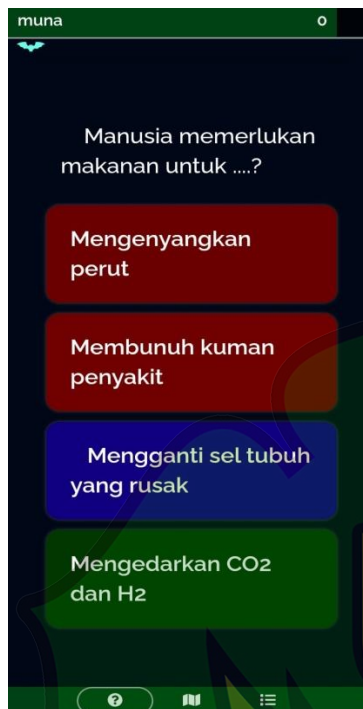 muna 0
Manusia memerlukan
makanan untuk ....?
Mengenyangkan
perut
Membunuh kuman
penyakit
Mengganti sel tubuh
yang rusak
Mengedarkan CO2
dan H2
?